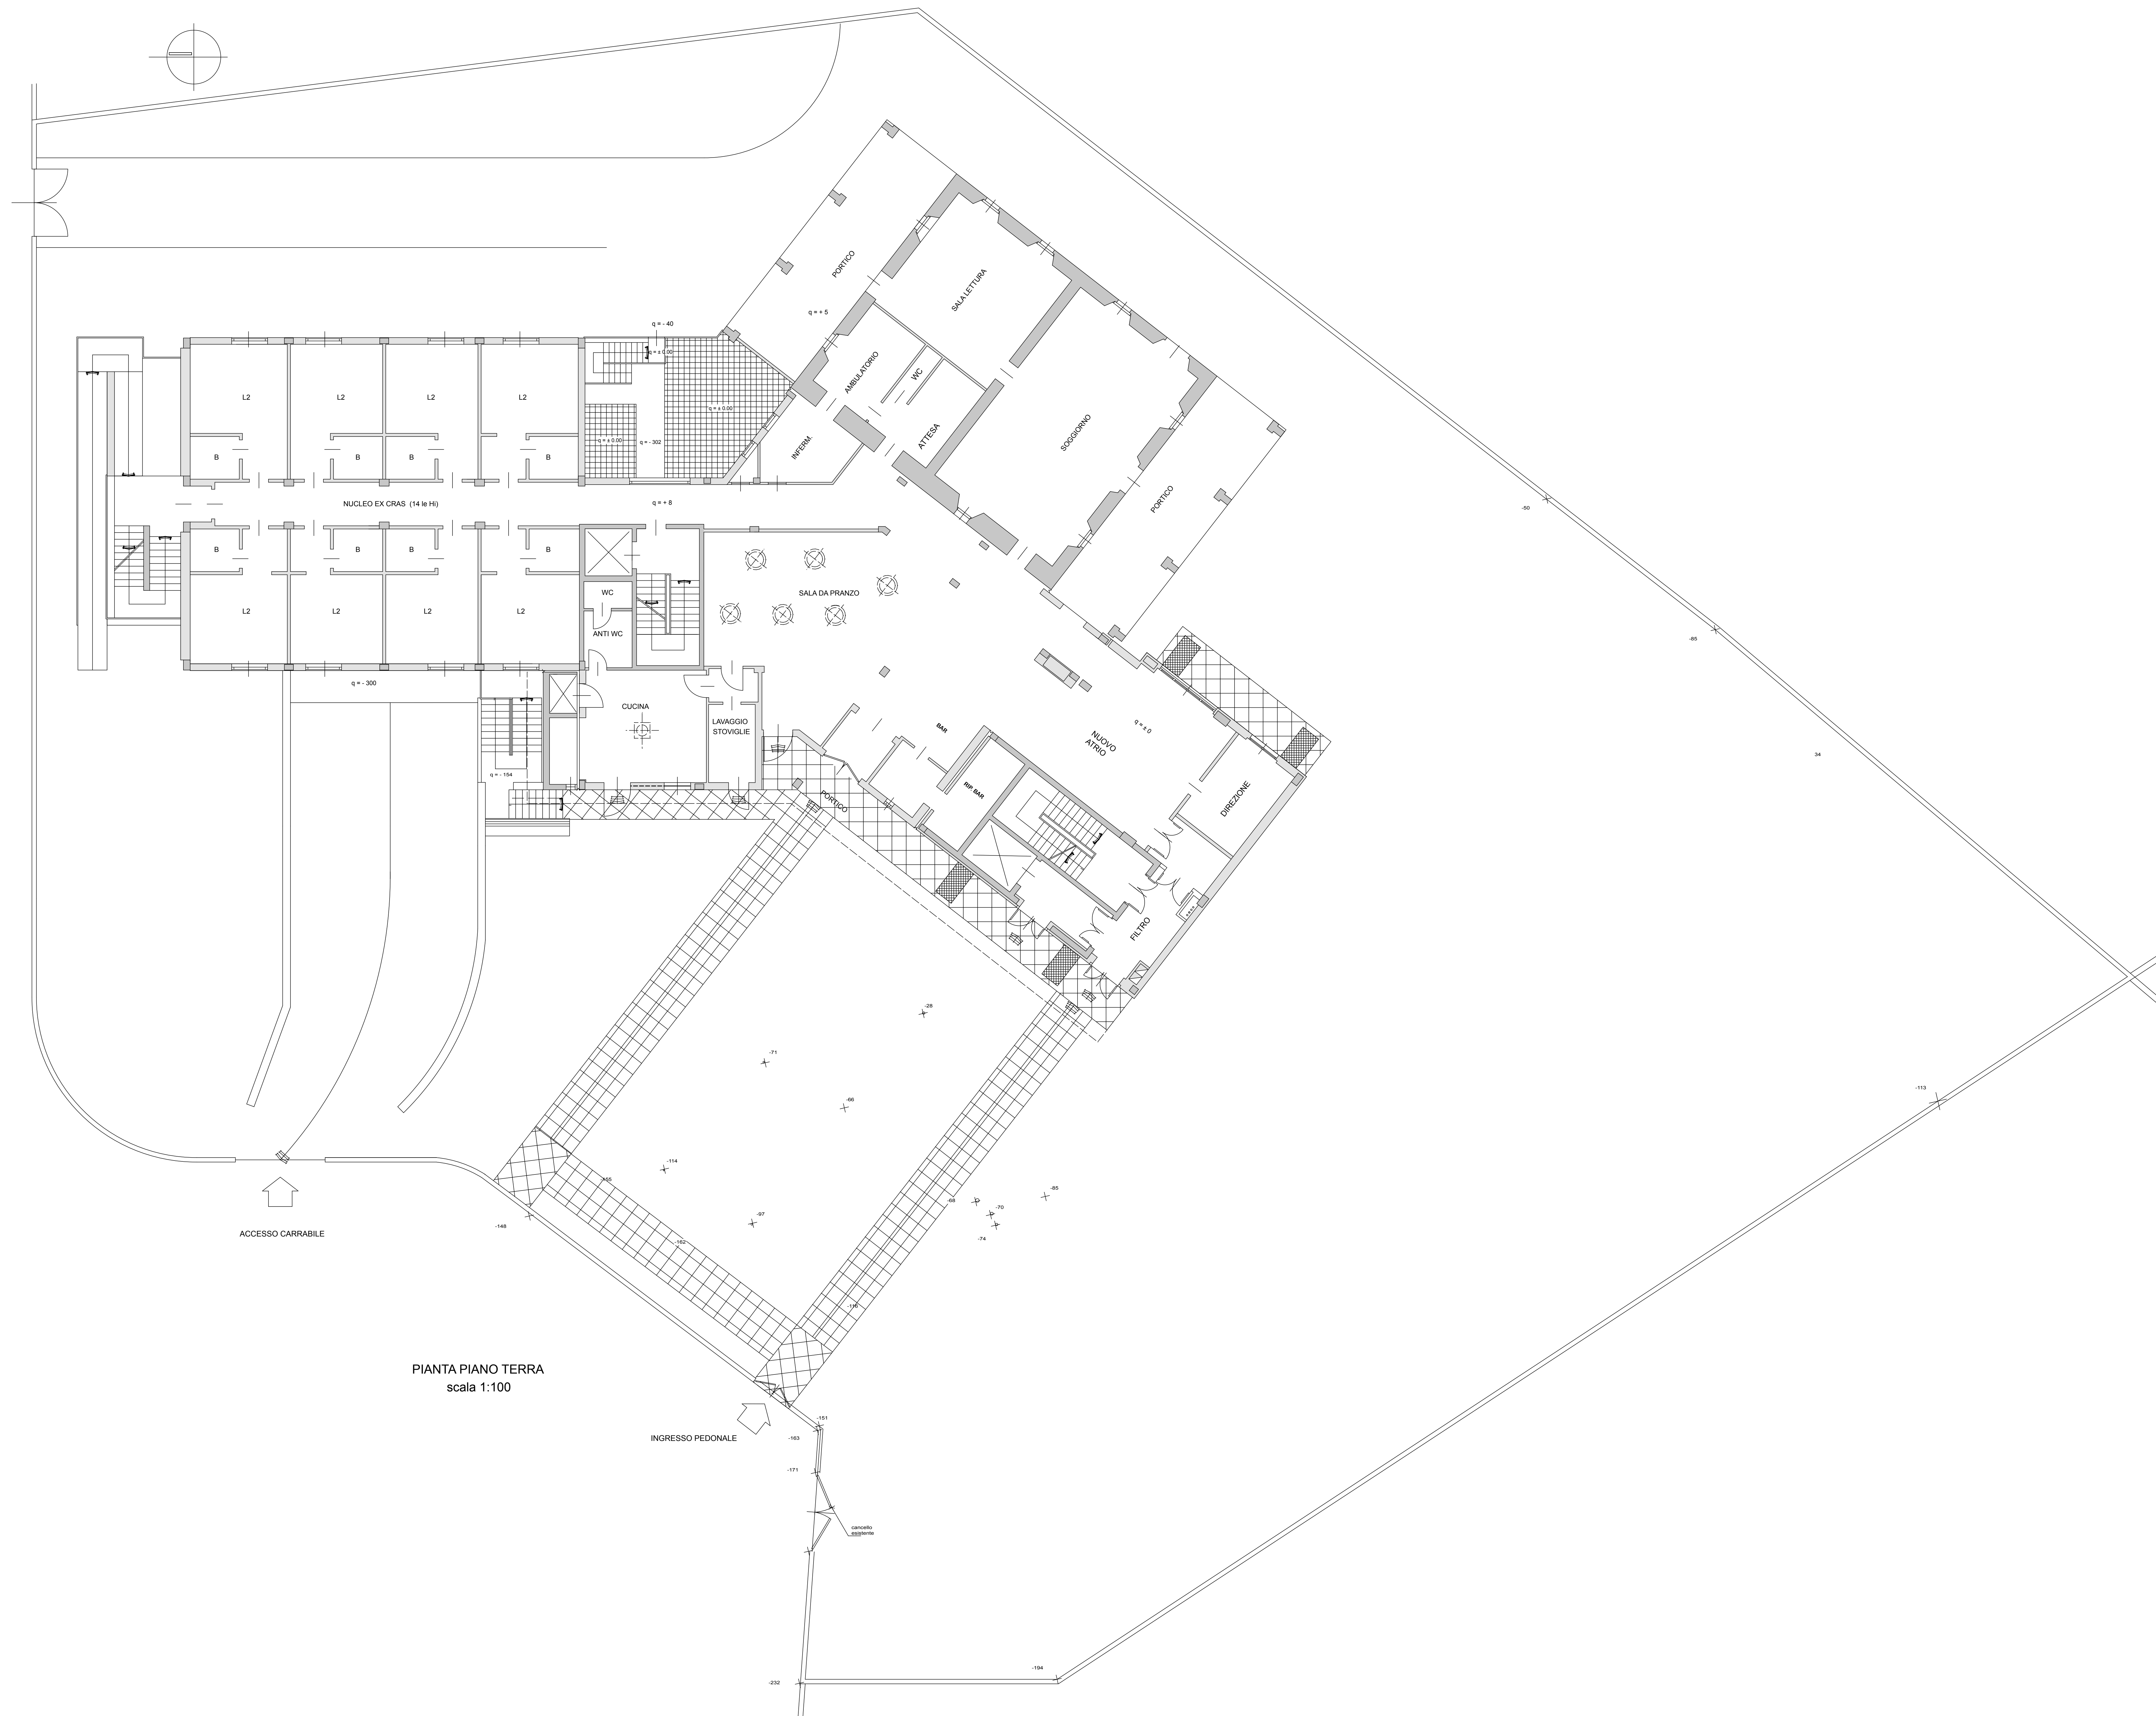 PORTICO
SALA LETTURA
q = + 5
q = - 40
q = ± 0.00
q = ± 0.00
q = ± 0.00
q = - 302
AMBULATORIO
WC
ATTESA
INFERM.
SOGGIORNO
PORTICO
L2
L2
L2
L2
B
B
B
B
NUCLEO EX CRAS (14 le Hi)
q = + 8
B
B
B
B
L2
L2
L2
L2
WC
ANTI WC
SALA DA PRANZO
q = - 300
CUCINA
LAVAGGIO
STOVIGLIE
q = - 154
BAR
RIP. BAR
PORTICO
NUOVO
ATRIO
q = ± 0
DIREZIONE
FILTRO
-50
-85
34
-113
-28
-71
-66
-114
-155
-97
-162
-148
-68
-70
-74
-85
-116
ACCESSO CARRABILE
PIANTA PIANO TERRA
scala 1:100
INGRESSO PEDONALE
-151
-163
-171
cancello
esistente
-194
-232